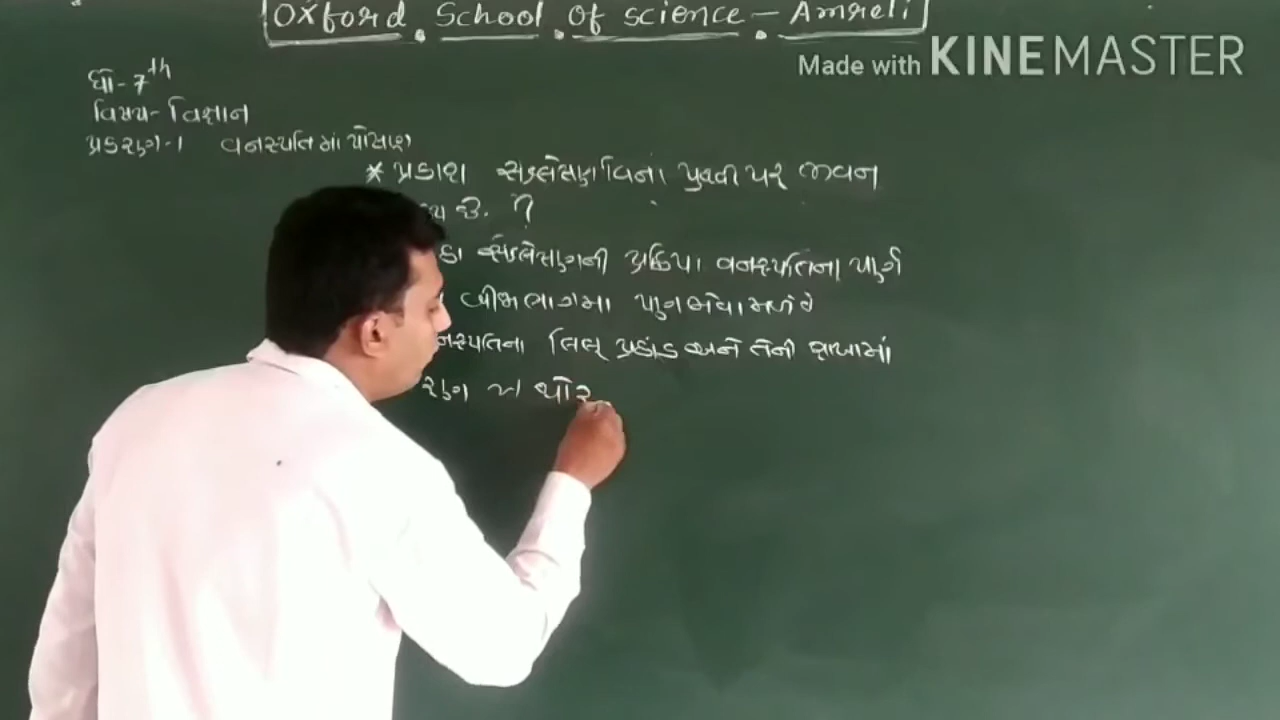 Oxford School of science - Amreli
Made with KINEMASTER
ધો-7th
વિષય- વિજ્ઞાન
પ્રકરણ-1 વનસ્પતિમાં પોષણ
* પ્રકાશ સંશ્લેષણ વિના પૃથ્વી પર જીવન
છે. ?
સંશ્લેષણની પ્રક્રિયા વનસ્પતિના પર્ણ
બીજા ભાગમા પણ જોવા મળે છે
વનસ્પતિના લિલા પ્રકાંડ અને તેની શાખામાં
થોર